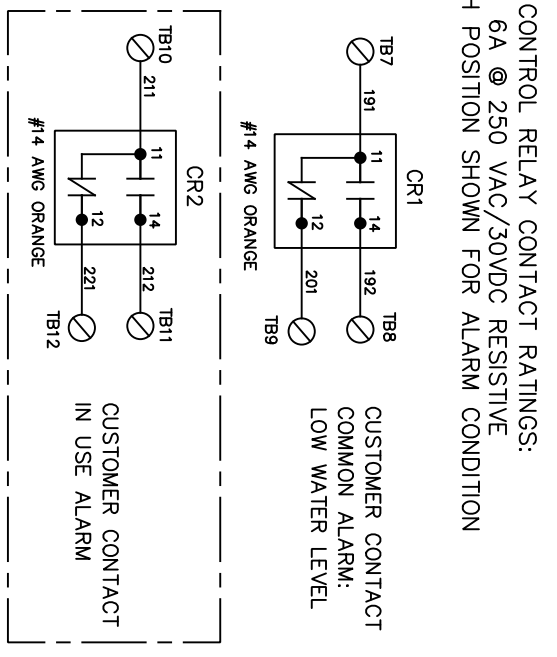 CONTROL RELAY CONTACT RATINGS:
6A @ 250 VAC/30VDC RESISTIVE
H POSITION SHOWN FOR ALARM CONDITION
TB7
191
CR1
11
14
12
192
TB8
201
TB9
#14 AWG ORANGE
CUSTOMER CONTACT
COMMON ALARM:
LOW WATER LEVEL
TB10
211
CR2
11
14
12
212
TB11
221
TB12
#14 AWG ORANGE
CUSTOMER CONTACT
IN USE ALARM